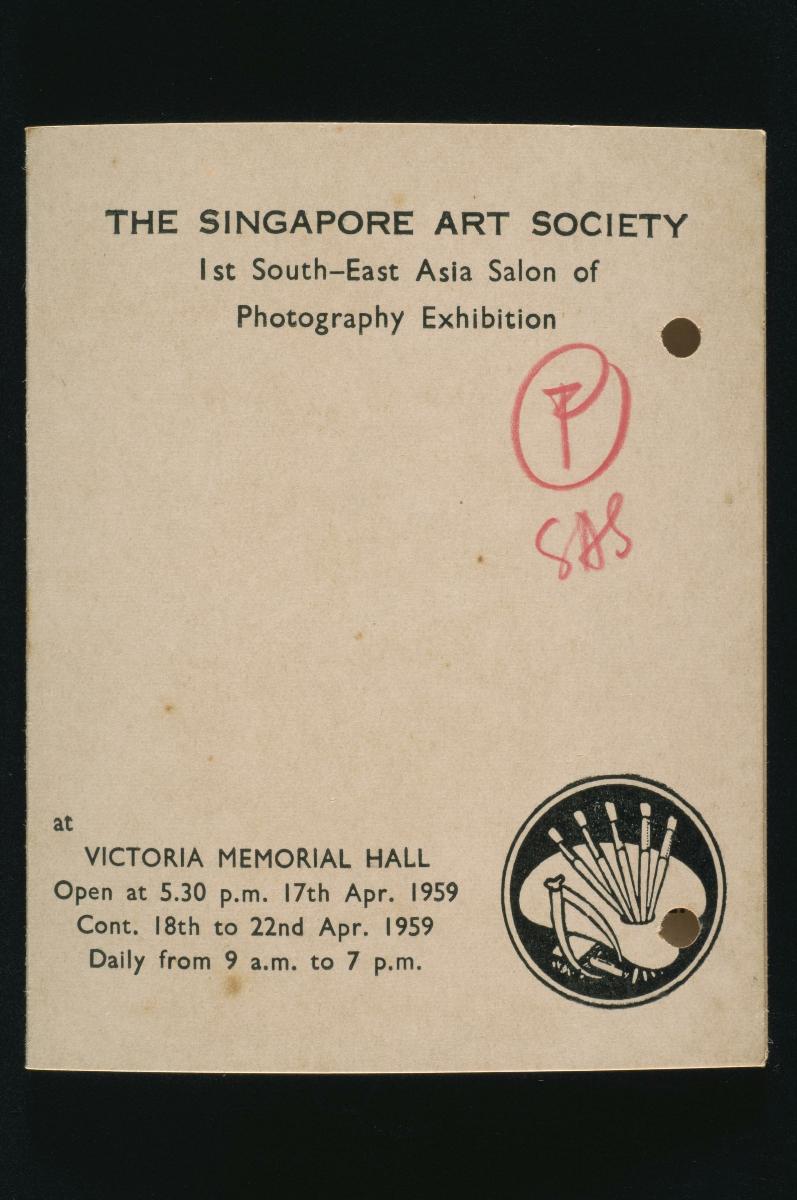 THE SINGAPORE ART SOCIETY
1st South-East Asia Salon of
Photography Exhibition
P
SAS
at
VICTORIA MEMORIAL HALL
Open at 5.30 p.m. 17th Apr. 1959
Cont. 18th to 22nd Apr. 1959
Daily from 9 a.m. to 7 p.m.